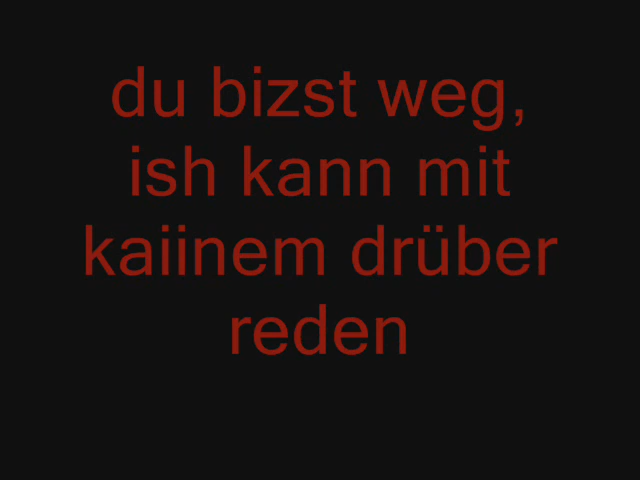 du bizst weg,
ish kann mit
kaiinem drüber
reden